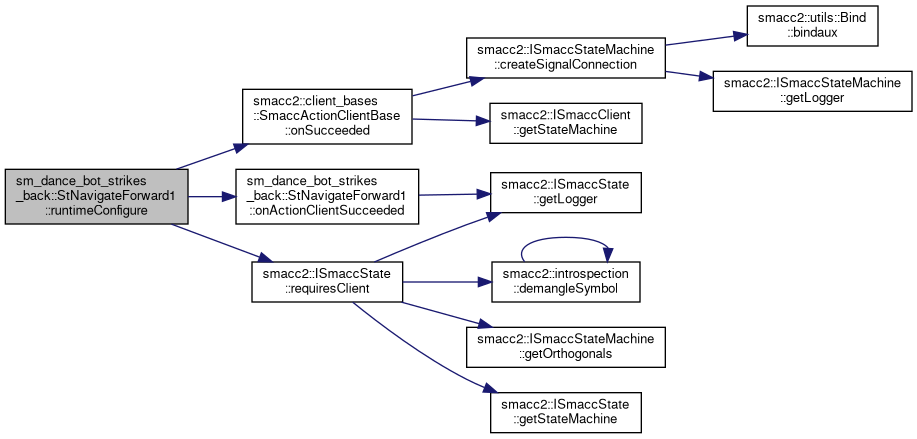 sm_dance_bot_strikes
_back::StNavigateForward1
::runtimeConfigure
smacc2::client_bases
::SmaccActionClientBase
::onSucceeded
smacc2::ISmaccStateMachine
::createSignalConnection
smacc2::utils::Bind
::bindaux
smacc2::ISmaccStateMachine
::getLogger
smacc2::ISmaccClient
::getStateMachine
sm_dance_bot_strikes
_back::StNavigateForward1
::onActionClientSucceeded
smacc2::ISmaccState
::getLogger
smacc2::ISmaccState
::requiresClient
smacc2::introspection
::demangleSymbol
smacc2::ISmaccStateMachine
::getOrthogonals
smacc2::ISmaccState
::getStateMachine